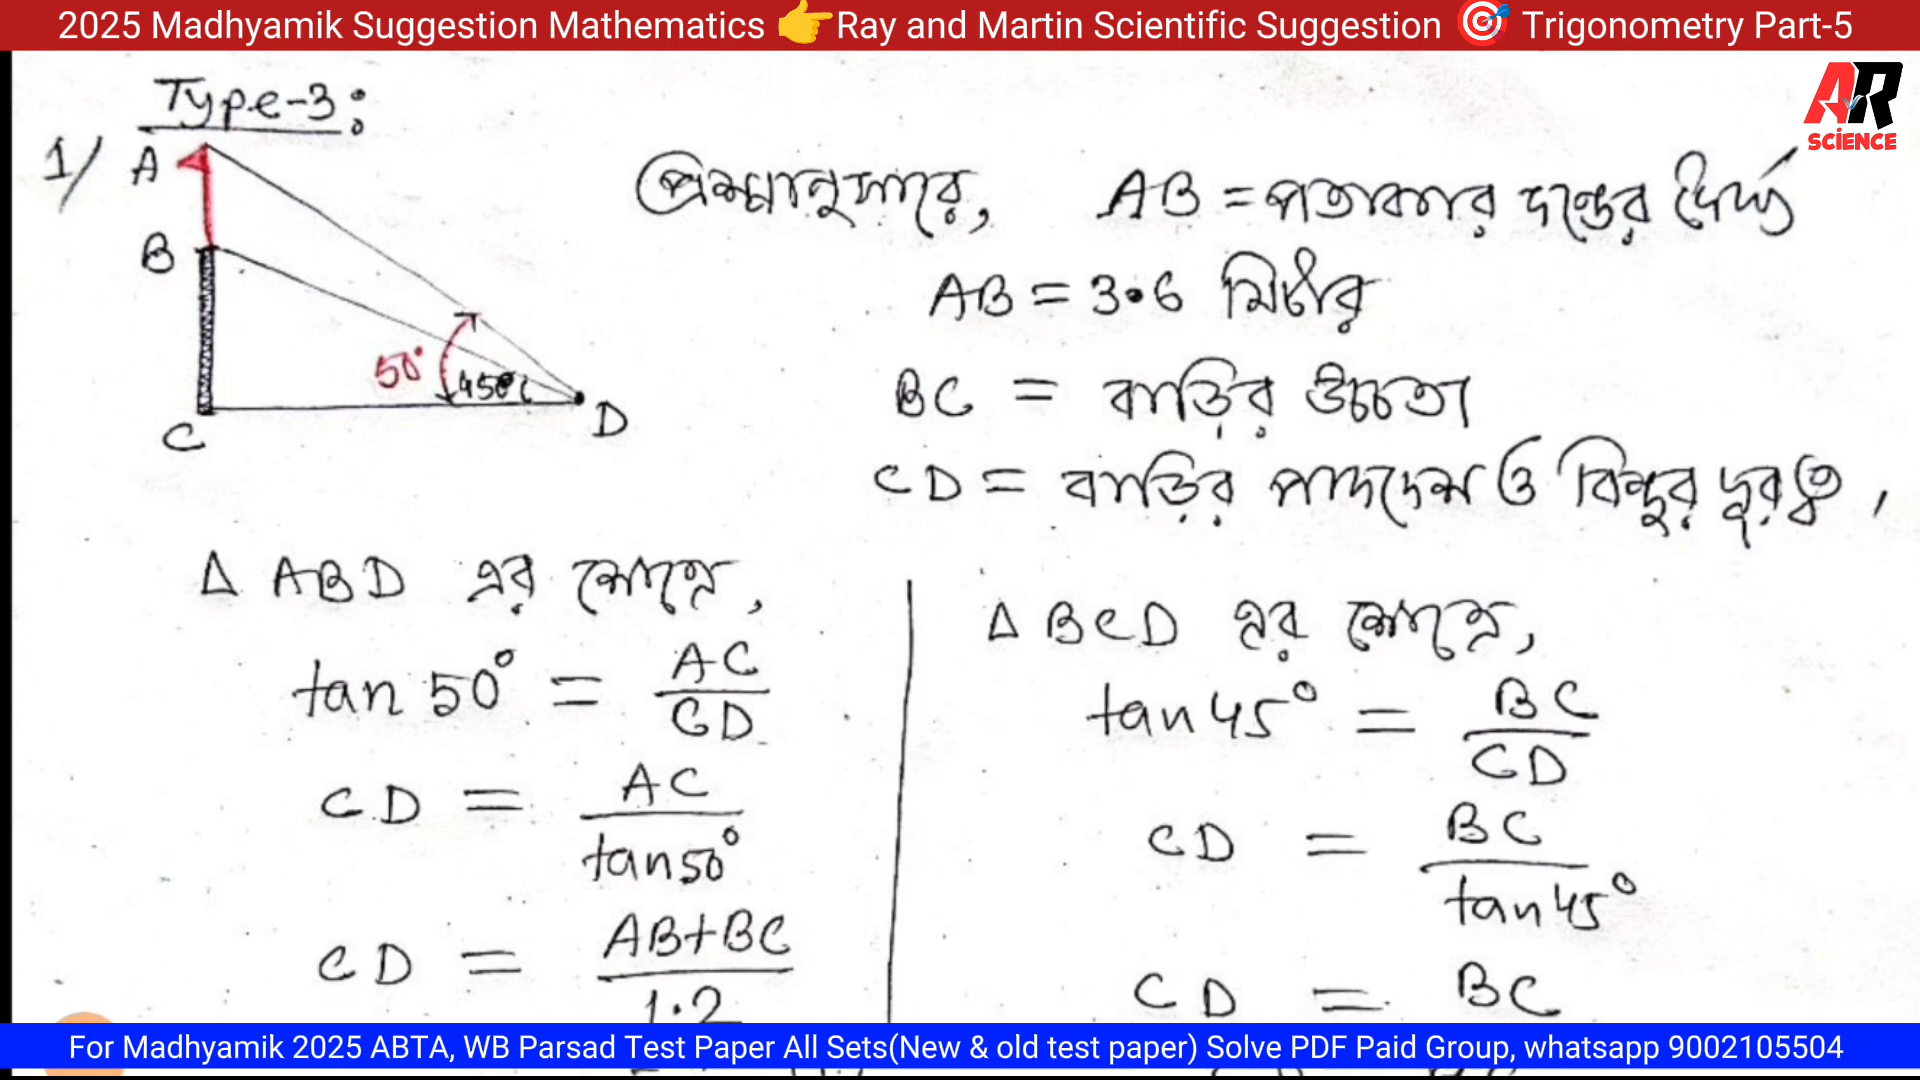 2025 Madhyamik Suggestion Mathematics 👉Ray and Martin Scientific Suggestion 🎯 Trigonometry Part-5
AR
SCIENCE
Type-3:
1/
A
B
50°
45°
C
D
প্রশ্নানুসারে, AB = পতাকার দণ্ডের দৈর্ঘ্য
AB = 3.6 মিটার
BC = বাড়ির উচ্চতা
CD = বাড়ির পাদদেশ ও বিন্দুর দূরত্ব,
Δ ABD এর ক্ষেত্রে,
tan 50° = AC/CD
CD = AC/tan50°
CD = AB+BC/1.2
Δ BCD এর ক্ষেত্রে,
tan 45° = BC/CD
CD = BC/tan45°
CD = BC
For Madhyamik 2025 ABTA, WB Parsad Test Paper All Sets(New & old test paper) Solve PDF Paid Group, whatsapp 9002105504